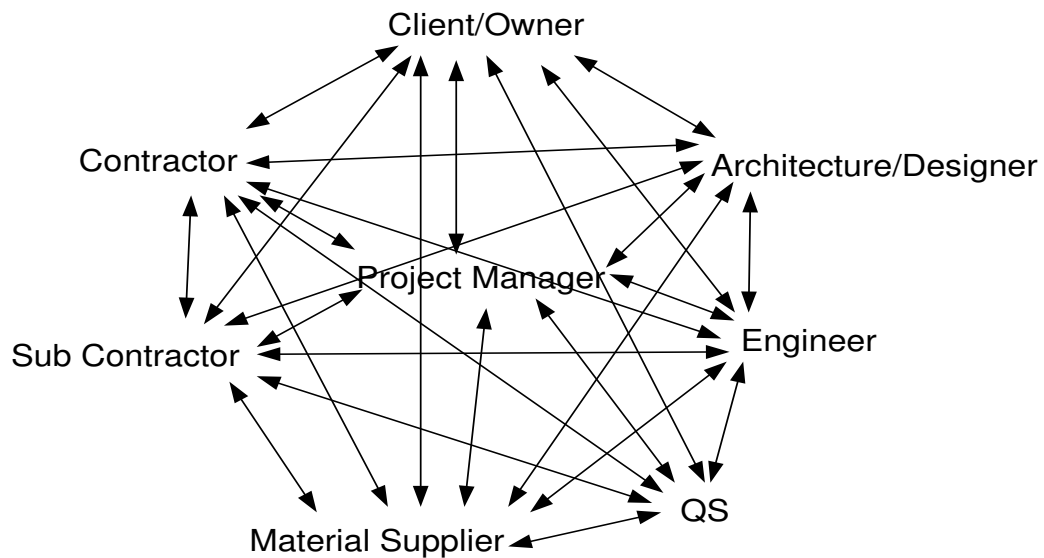 Client/Owner
Contractor
Architecture/Designer
Project Manager
Engineer
Sub Contractor
QS
Material Supplier